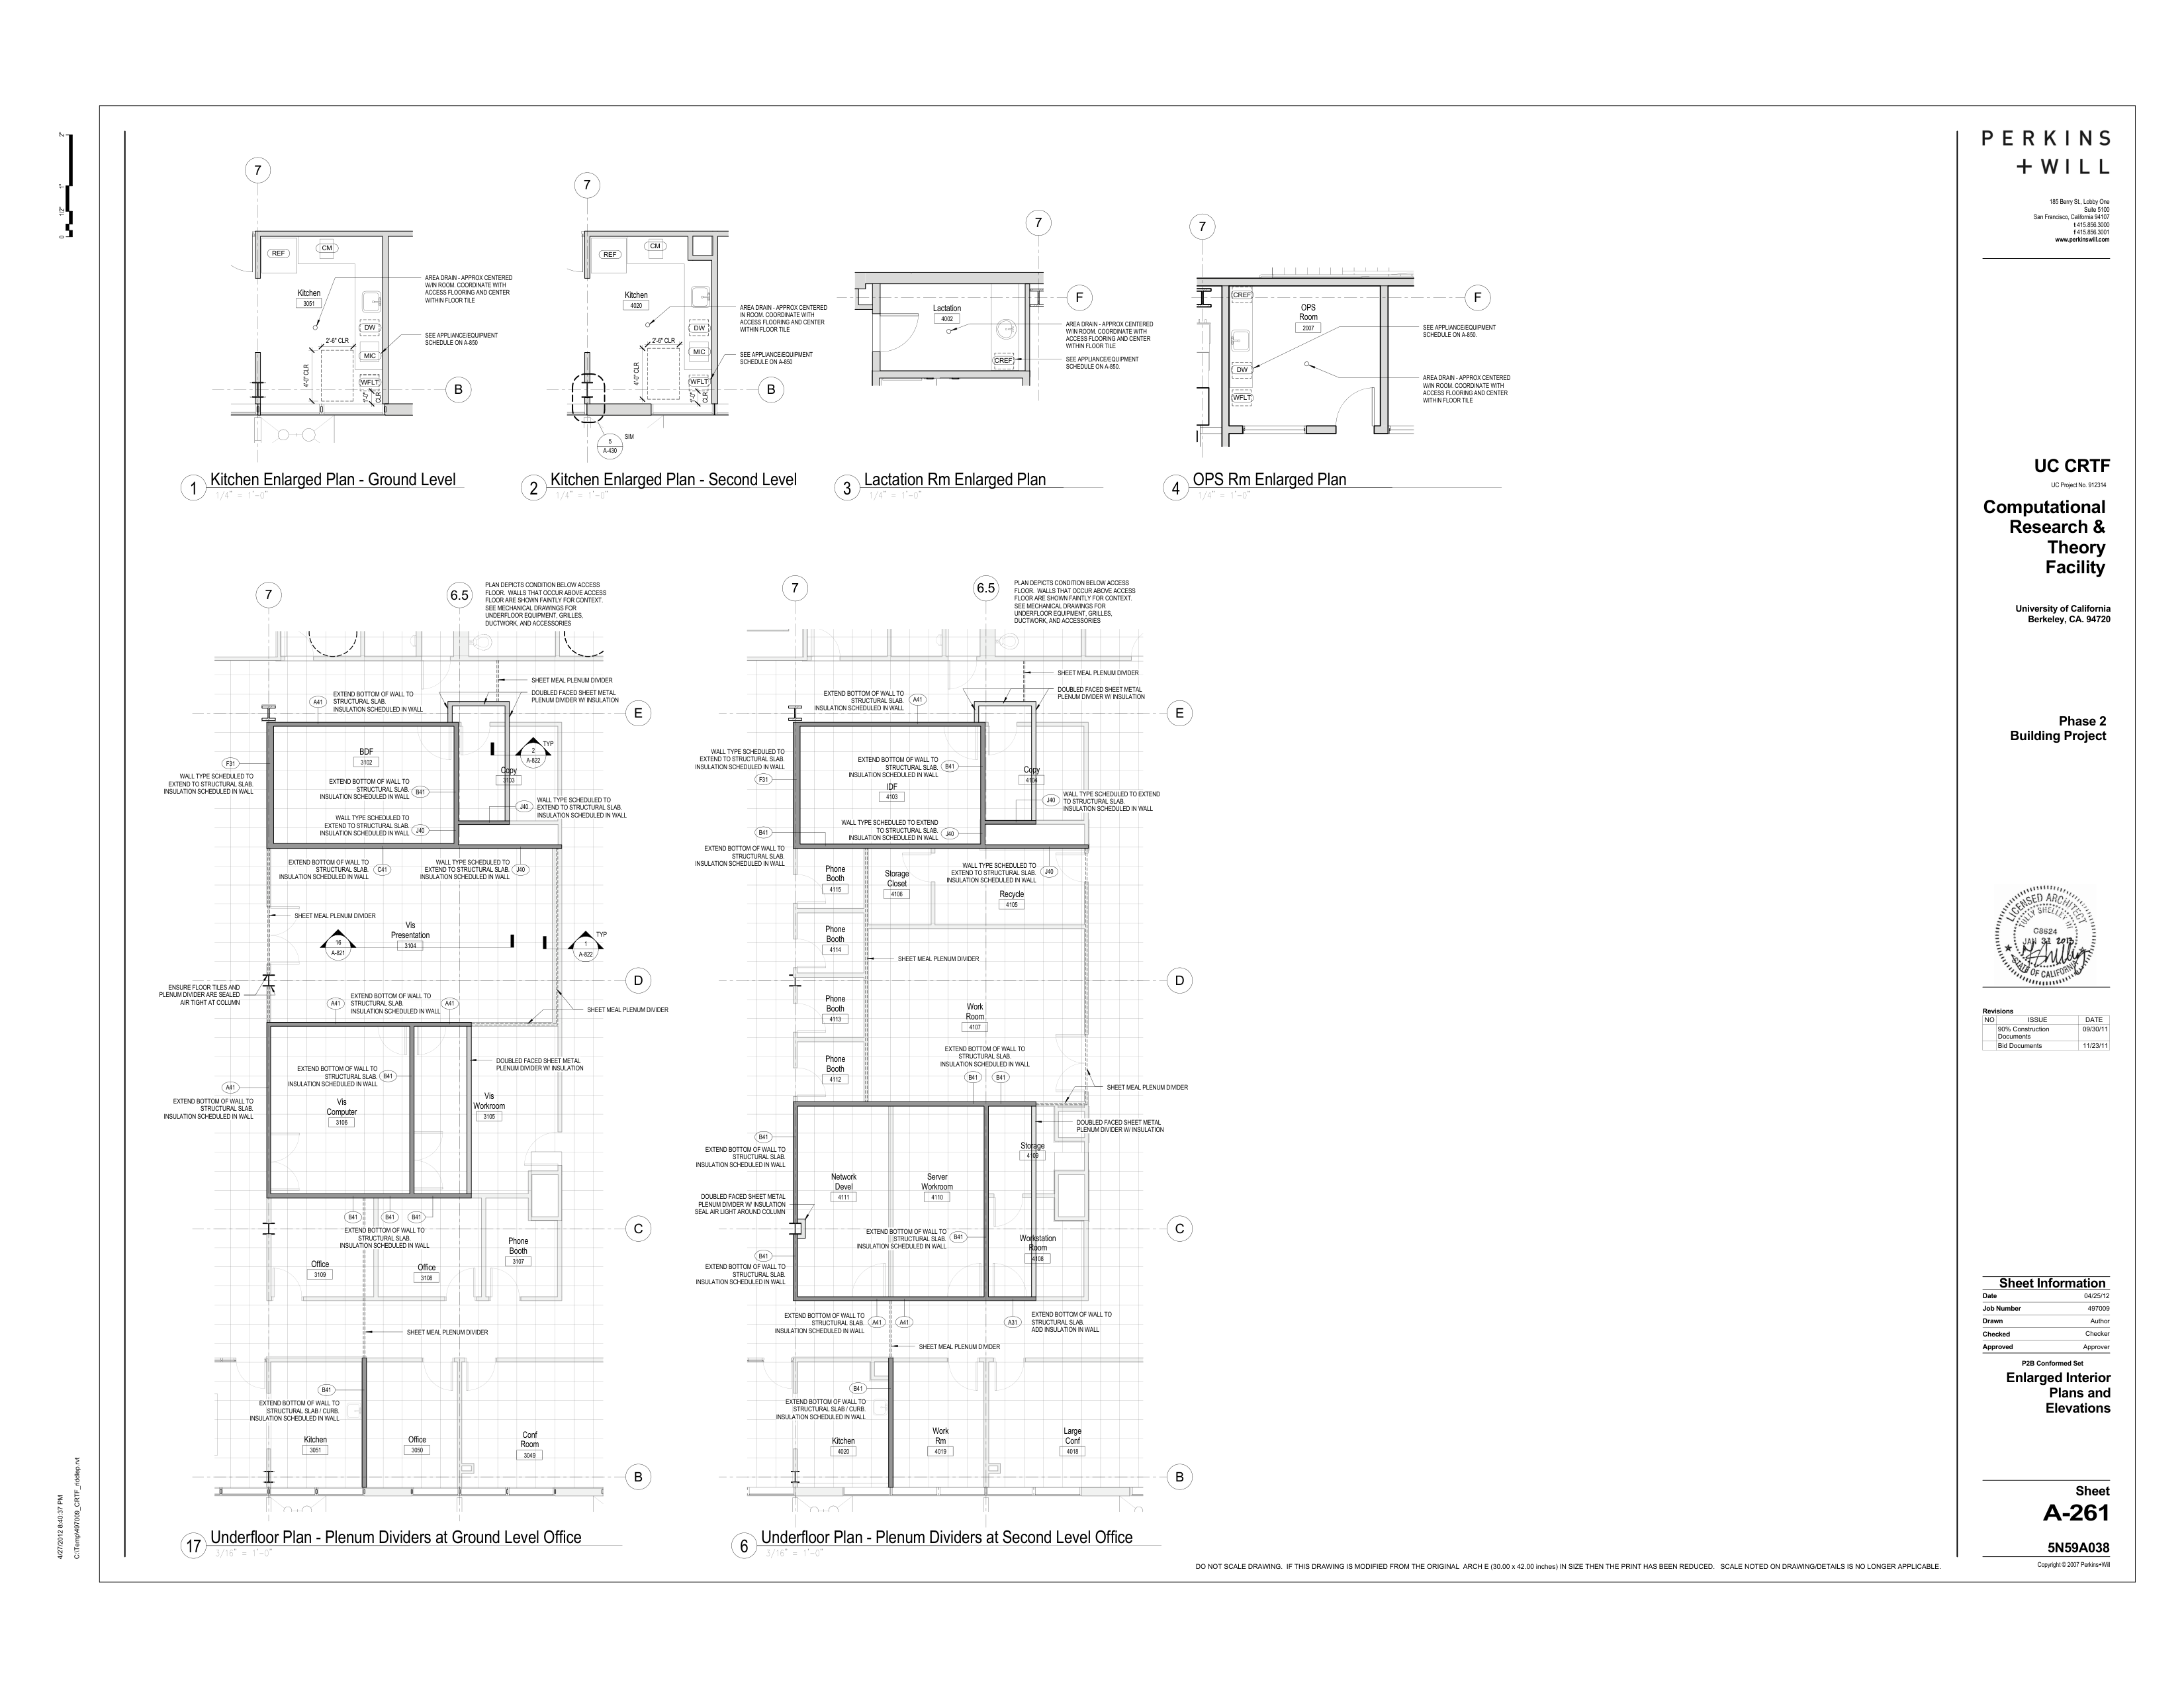 PERKINS
+ WILL
185 Berry St., Lobby One
Suite 5100
San Francisco, California 94107
t 415.856.3000
f 415.856.3001
www.perkinswill.com
UC CRTF
UC Project No. 912314
Computational
Research &
Theory
Facility
University of California
Berkeley, CA. 94720
Phase 2
Building Project
LICENSED ARCHITECT
TULLY SHELLEY III
C8624
JAN 31 2013
STATE OF CALIFORNIA
Revisions
NO ISSUE DATE
90% Construction 09/30/11
Documents
Bid Documents 11/23/11
Sheet Information
Date 04/25/12
Job Number 497009
Drawn Author
Checked Checker
Approved Approver
P2B Conformed Set
Enlarged Interior
Plans and
Elevations
Sheet
A-261
5N59A038
Copyright © 2007 Perkins+Will
2"
1"
1/2"
0
4/27/2012 8:40:37 PM
C:\Temp\497009_CRTF_riddlep.rvt
7
REF
CM
Kitchen
3051
AREA DRAIN - APPROX CENTERED
W/IN ROOM. COORDINATE WITH
ACCESS FLOORING AND CENTER
WITHIN FLOOR TILE
DW
SEE APPLIANCE/EQUIPMENT
SCHEDULE ON A-850
2'-6" CLR
MIC
4'-0" CLR
WFLT
1'-0"
CLR
B
1
Kitchen Enlarged Plan - Ground Level
1/4" = 1'-0"
7
REF
CM
Kitchen
4020
AREA DRAIN - APPROX CENTERED
IN ROOM. COORDINATE WITH
ACCESS FLOORING AND CENTER
WITHIN FLOOR TILE
DW
2'-6" CLR
MIC
SEE APPLIANCE/EQUIPMENT
SCHEDULE ON A-850
4'-0" CLR
WFLT
1'-0"
CLR
B
5
A-430
SIM
2
Kitchen Enlarged Plan - Second Level
1/4" = 1'-0"
7
F
Lactation
4002
AREA DRAIN - APPROX CENTERED
W/IN ROOM. COORDINATE WITH
ACCESS FLOORING AND CENTER
WITHIN FLOOR TILE
CREF
SEE APPLIANCE/EQUIPMENT
SCHEDULE ON A-850.
3
Lactation Rm Enlarged Plan
1/4" = 1'-0"
7
F
CREF
OPS
Room
2007
SEE APPLIANCE/EQUIPMENT
SCHEDULE ON A-850.
DW
WFLT
AREA DRAIN - APPROX CENTERED
W/IN ROOM. COORDINATE WITH
ACCESS FLOORING AND CENTER
WITHIN FLOOR TILE
4
OPS Rm Enlarged Plan
1/4" = 1'-0"
7
6.5
PLAN DEPICTS CONDITION BELOW ACCESS
FLOOR. WALLS THAT OCCUR ABOVE ACCESS
FLOOR ARE SHOWN FAINTLY FOR CONTEXT.
SEE MECHANICAL DRAWINGS FOR
UNDERFLOOR EQUIPMENT, GRILLES,
DUCTWORK, AND ACCESSORIES
SHEET MEAL PLENUM DIVIDER
DOUBLED FACED SHEET METAL
PLENUM DIVIDER W/ INSULATION
A41
EXTEND BOTTOM OF WALL TO
STRUCTURAL SLAB.
INSULATION SCHEDULED IN WALL
E
BDF
3102
F31
WALL TYPE SCHEDULED TO
EXTEND TO STRUCTURAL SLAB.
INSULATION SCHEDULED IN WALL
EXTEND BOTTOM OF WALL TO
STRUCTURAL SLAB.
INSULATION SCHEDULED IN WALL
B41
2
A-822
TYP
Copy
3103
J40
WALL TYPE SCHEDULED TO
EXTEND TO STRUCTURAL SLAB.
INSULATION SCHEDULED IN WALL
WALL TYPE SCHEDULED TO
EXTEND TO STRUCTURAL SLAB.
INSULATION SCHEDULED IN WALL
J40
EXTEND BOTTOM OF WALL TO
STRUCTURAL SLAB.
INSULATION SCHEDULED IN WALL
C41
WALL TYPE SCHEDULED TO
EXTEND TO STRUCTURAL SLAB.
INSULATION SCHEDULED IN WALL
J40
SHEET MEAL PLENUM DIVIDER
Vis
Presentation
3104
16
A-821
1
A-822
TYP
D
ENSURE FLOOR TILES AND
PLENUM DIVIDER ARE SEALED
AIR TIGHT AT COLUMN
A41
EXTEND BOTTOM OF WALL TO
STRUCTURAL SLAB.
INSULATION SCHEDULED IN WALL
A41
SHEET MEAL PLENUM DIVIDER
DOUBLED FACED SHEET METAL
PLENUM DIVIDER W/ INSULATION
EXTEND BOTTOM OF WALL TO
STRUCTURAL SLAB.
INSULATION SCHEDULED IN WALL
B41
A41
EXTEND BOTTOM OF WALL TO
STRUCTURAL SLAB.
INSULATION SCHEDULED IN WALL
Vis
Computer
3106
Vis
Workroom
3105
B41
B41
B41
EXTEND BOTTOM OF WALL TO
STRUCTURAL SLAB.
INSULATION SCHEDULED IN WALL
C
Phone
Booth
3107
Office
3109
Office
3108
SHEET MEAL PLENUM DIVIDER
B41
EXTEND BOTTOM OF WALL TO
STRUCTURAL SLAB / CURB.
INSULATION SCHEDULED IN WALL
Kitchen
3051
Office
3050
Conf
Room
3049
B
17
Underfloor Plan - Plenum Dividers at Ground Level Office
3/16" = 1'-0"
7
6.5
PLAN DEPICTS CONDITION BELOW ACCESS
FLOOR. WALLS THAT OCCUR ABOVE ACCESS
FLOOR ARE SHOWN FAINTLY FOR CONTEXT.
SEE MECHANICAL DRAWINGS FOR
UNDERFLOOR EQUIPMENT, GRILLES,
DUCTWORK, AND ACCESSORIES
SHEET MEAL PLENUM DIVIDER
DOUBLED FACED SHEET METAL
PLENUM DIVIDER W/ INSULATION
EXTEND BOTTOM OF WALL TO
STRUCTURAL SLAB.
INSULATION SCHEDULED IN WALL
A41
E
WALL TYPE SCHEDULED TO
EXTEND TO STRUCTURAL SLAB.
INSULATION SCHEDULED IN WALL
F31
EXTEND BOTTOM OF WALL TO
STRUCTURAL SLAB.
INSULATION SCHEDULED IN WALL
B41
IDF
4103
Copy
4104
J40
WALL TYPE SCHEDULED TO EXTEND
TO STRUCTURAL SLAB.
INSULATION SCHEDULED IN WALL
WALL TYPE SCHEDULED TO EXTEND
TO STRUCTURAL SLAB.
INSULATION SCHEDULED IN WALL
J40
B41
EXTEND BOTTOM OF WALL TO
STRUCTURAL SLAB.
INSULATION SCHEDULED IN WALL
WALL TYPE SCHEDULED TO
EXTEND TO STRUCTURAL SLAB.
INSULATION SCHEDULED IN WALL
J40
Phone
Booth
4115
Storage
Closet
4106
Recycle
4105
Phone
Booth
4114
SHEET MEAL PLENUM DIVIDER
D
Phone
Booth
4113
Work
Room
4107
Phone
Booth
4112
EXTEND BOTTOM OF WALL TO
STRUCTURAL SLAB.
INSULATION SCHEDULED IN WALL
B41
B41
SHEET MEAL PLENUM DIVIDER
DOUBLED FACED SHEET METAL
PLENUM DIVIDER W/ INSULATION
B41
EXTEND BOTTOM OF WALL TO
STRUCTURAL SLAB.
INSULATION SCHEDULED IN WALL
Storage
4109
Network
Devel
4111
Server
Workroom
4110
DOUBLED FACED SHEET METAL
PLENUM DIVIDER W/ INSULATION
SEAL AIR LIGHT AROUND COLUMN
C
EXTEND BOTTOM OF WALL TO
STRUCTURAL SLAB.
INSULATION SCHEDULED IN WALL
B41
Workstation
Room
4108
B41
EXTEND BOTTOM OF WALL TO
STRUCTURAL SLAB.
INSULATION SCHEDULED IN WALL
EXTEND BOTTOM OF WALL TO
STRUCTURAL SLAB.
INSULATION SCHEDULED IN WALL
A41
A41
A31
EXTEND BOTTOM OF WALL TO
STRUCTURAL SLAB.
ADD INSULATION IN WALL
SHEET MEAL PLENUM DIVIDER
B41
EXTEND BOTTOM OF WALL TO
STRUCTURAL SLAB / CURB.
INSULATION SCHEDULED IN WALL
Kitchen
4020
Work
Rm
4019
Large
Conf
4018
B
6
Underfloor Plan - Plenum Dividers at Second Level Office
3/16" = 1'-0"
DO NOT SCALE DRAWING. IF THIS DRAWING IS MODIFIED FROM THE ORIGINAL ARCH E (30.00 x 42.00 inches) IN SIZE THEN THE PRINT HAS BEEN REDUCED. SCALE NOTED ON DRAWING/DETAILS IS NO LONGER APPLICABLE.